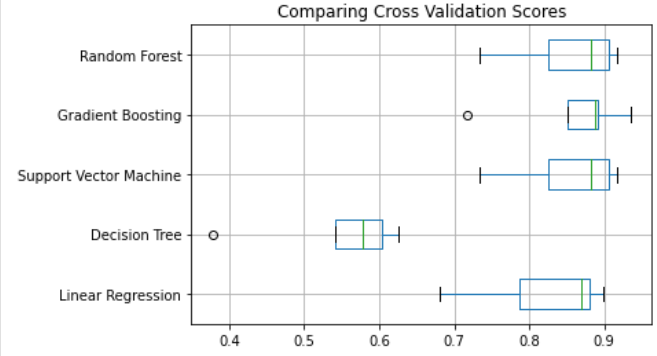 Comparing Cross Validation Scores
Random Forest
Gradient Boosting
Support Vector Machine
Decision Tree
Linear Regression
0.4 0.5 0.6 0.7 0.8 0.9